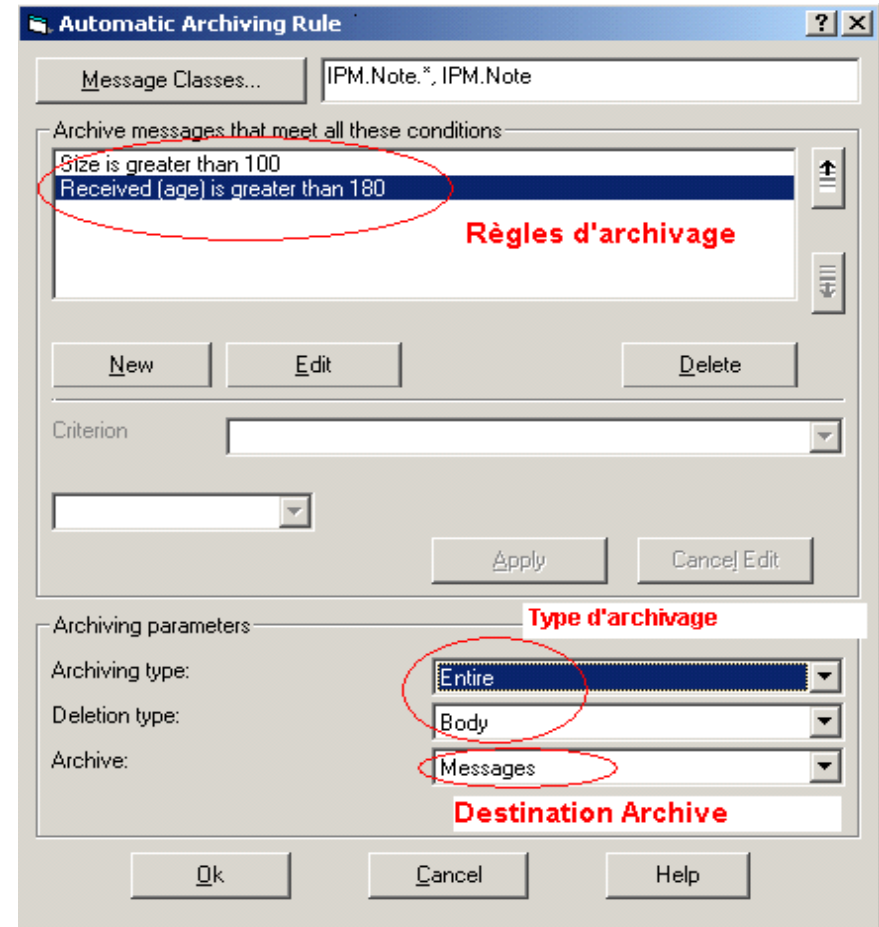 Automatic Archiving Rule
Message Classes... IPM.Note.*, IPM.Note
Archive messages that meet all these conditions
Size is greater than 100
Received (age) is greater than 180
Règles d'archivage
New Edit Delete
Criterion
Apply Cancel Edit
Type d'archivage
Archiving parameters
Archiving type: Entire
Deletion type: Body
Archive: Messages
Destination Archive
Ok Cancel Help